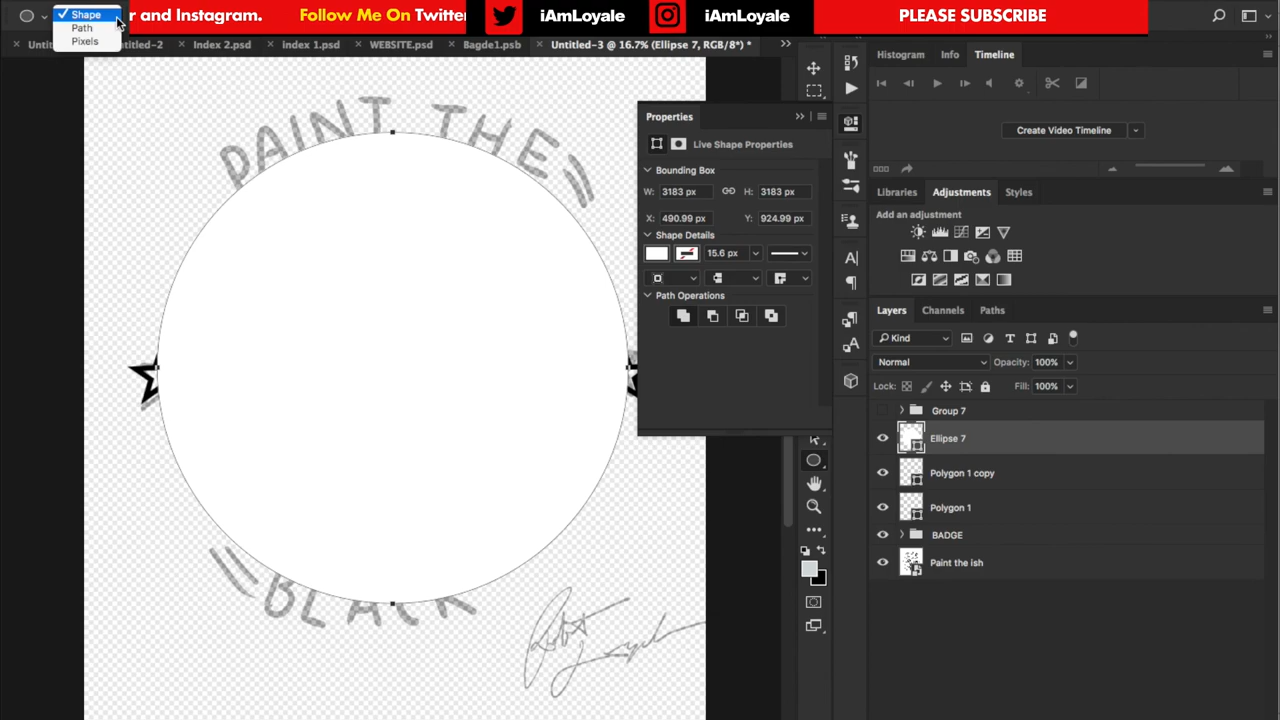 Shape
r and Instagram.
Follow Me On Twitter
iAmLoyale
iAmLoyale
PLEASE SUBSCRIBE
Path
Pixels
Untitled-2
Index 2.psd
index 1.psd
WEBSITE.psd
Bagde1.psb
Untitled-3 @ 16.7% (Ellipse 7, RGB/8*) *
Histogram
Info
Timeline
Create Video Timeline
Properties
Live Shape Properties
Bounding Box
W: 3183 px
H: 3183 px
X: 490.99 px
Y: 924.99 px
Shape Details
15.6 px
Path Operations
Libraries
Adjustments
Styles
Add an adjustment
Layers
Channels
Paths
Kind
Normal
Opacity: 100%
Lock:
Fill: 100%
Group 7
Ellipse 7
Polygon 1 copy
Polygon 1
BADGE
Paint the ish
PAINT THE
BLACK